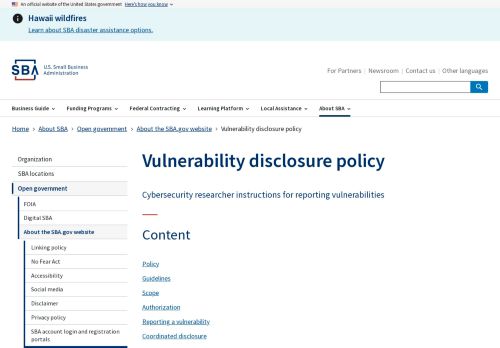 An official website of the United States government Here's how you know
Hawaii wildfires
Learn about SBA disaster assistance options.
SBA U.S. Small Business
Administration
For Partners Newsroom Contact us Other languages
Business Guide Funding Programs Federal Contracting Learning Platform Local Assistance About SBA
Home > About SBA > Open government > About the SBA.gov website > Vulnerability disclosure policy
Organization
SBA locations
Open government
FOIA
Digital SBA
About the SBA.gov website
Linking policy
No Fear Act
Accessibility
Social media
Disclaimer
Privacy policy
SBA account login and registration
portals
Vulnerability disclosure policy
Cybersecurity researcher instructions for reporting vulnerabilities
Content
Policy
Guidelines
Scope
Authorization
Reporting a vulnerability
Coordinated disclosure